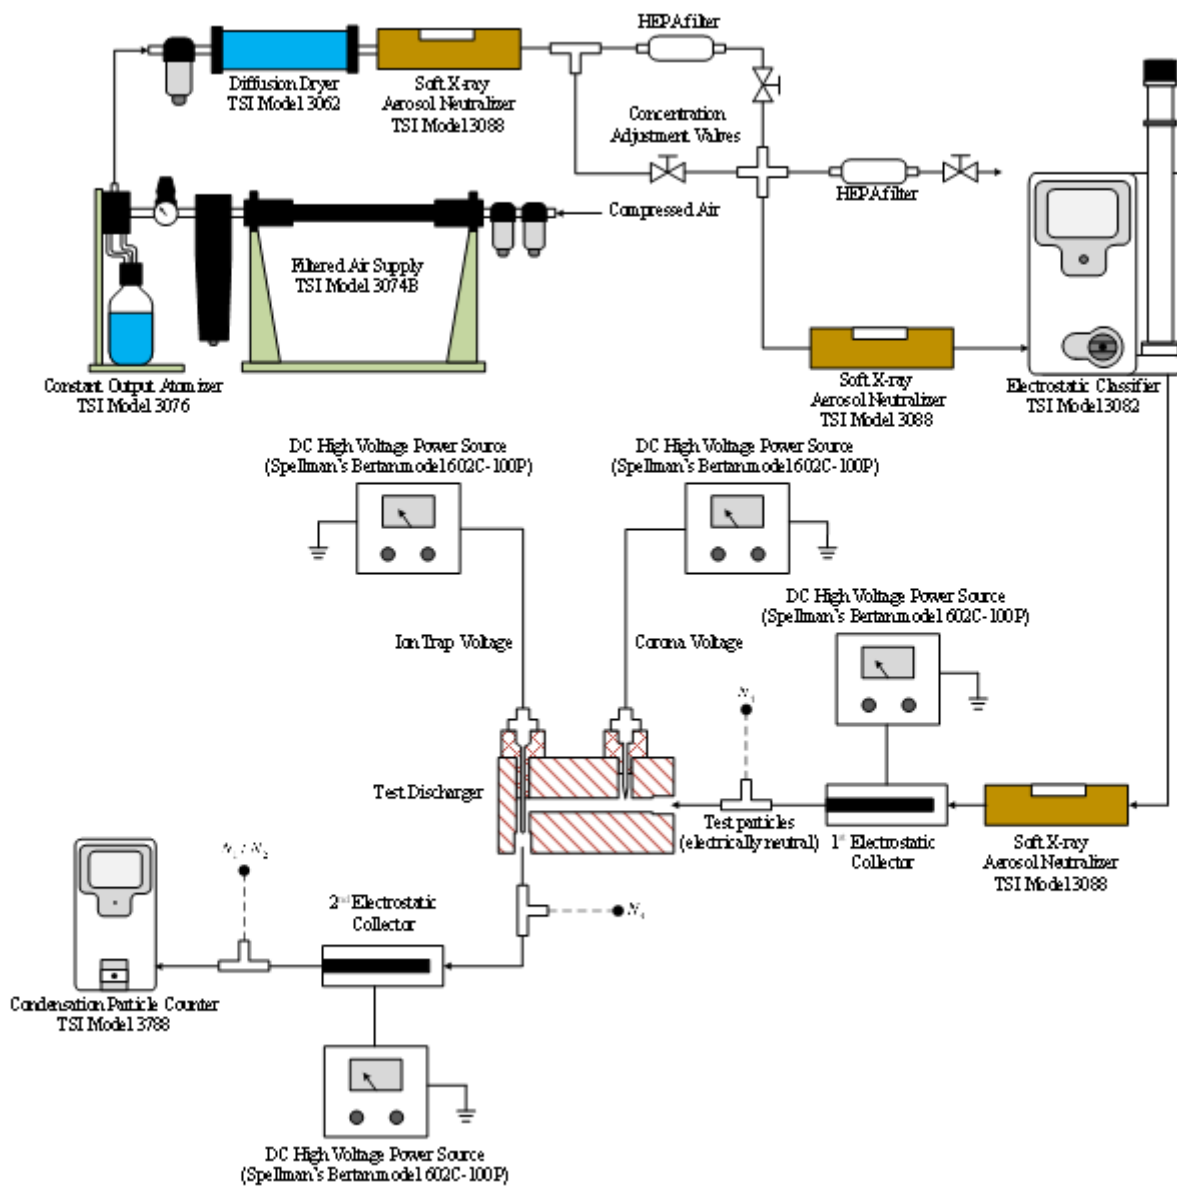 HEPA filter
Diffusion Dryer
TSI Model 3062
Soft X-ray
Aerosol Neutralizer
TSI Model 3088
Concentration
Adjustment Valves
HEPA filter
Compressed Air
Filtered Air Supply
TSI Model 3074B
Constant Output Atomizer
TSI Model 3076
Soft X-ray
Aerosol Neutralizer
TSI Model 3088
Electrostatic Classifier
TSI Model 3082
DC High Voltage Power Source
(Spellman's Bertan model 602C-100P)
DC High Voltage Power Source
(Spellman's Bertan model 602C-100P)
DC High Voltage Power Source
(Spellman's Bertan model 602C-100P)
Ion Trap Voltage
Corona Voltage
Test Discharger
Test particles
(electrically neutral)
1st Electrostatic
Collector
Soft X-ray
Aerosol Neutralizer
TSI Model 3088
N1 / N2
2nd Electrostatic
Collector
N4
Condensation Particle Counter
TSI Model 3788
DC High Voltage Power Source
(Spellman's Bertan model 602C-100P)